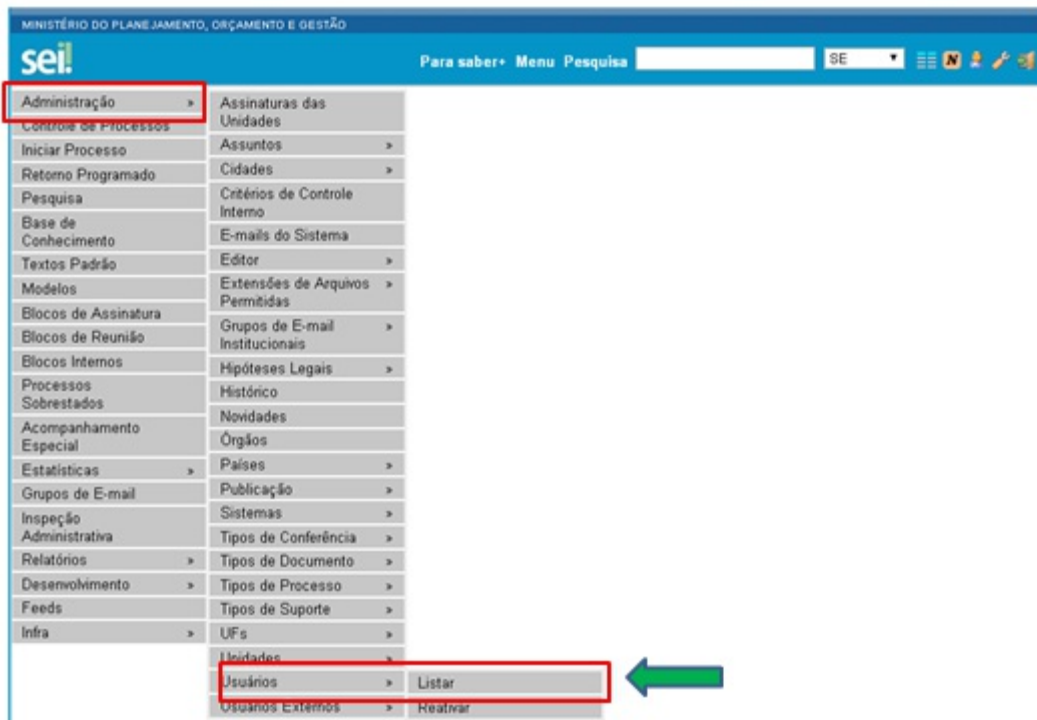 MINISTÉRIO DO PLANEJAMENTO, ORÇAMENTO E GESTÃO
sei!
Para saber+ Menu Pesquisa
SE
N
Administração »
Controle de Processos
Iniciar Processo
Retorno Programado
Pesquisa
Base de
Conhecimento
Textos Padrão
Modelos
Blocos de Assinatura
Blocos de Reunião
Blocos Internos
Processos
Sobrestados
Acompanhamento
Especial
Estatísticas »
Grupos de E-mail
Inspeção
Administrativa
Relatórios »
Desenvolvimento »
Feeds
Infra »
Assinaturas das
Unidades
Assuntos »
Cidades »
Critérios de Controle
Interno
E-mails do Sistema
Editor »
Extensões de Arquivos »
Permitidas
Grupos de E-mail »
Institucionais
Hipóteses Legais »
Histórico
Novidades
Órgãos
Países »
Publicação »
Sistemas »
Tipos de Conferência »
Tipos de Documento »
Tipos de Processo »
Tipos de Suporte »
UFs »
Unidades »
Usuários »
Usuários Externos »
Listar
Reativar